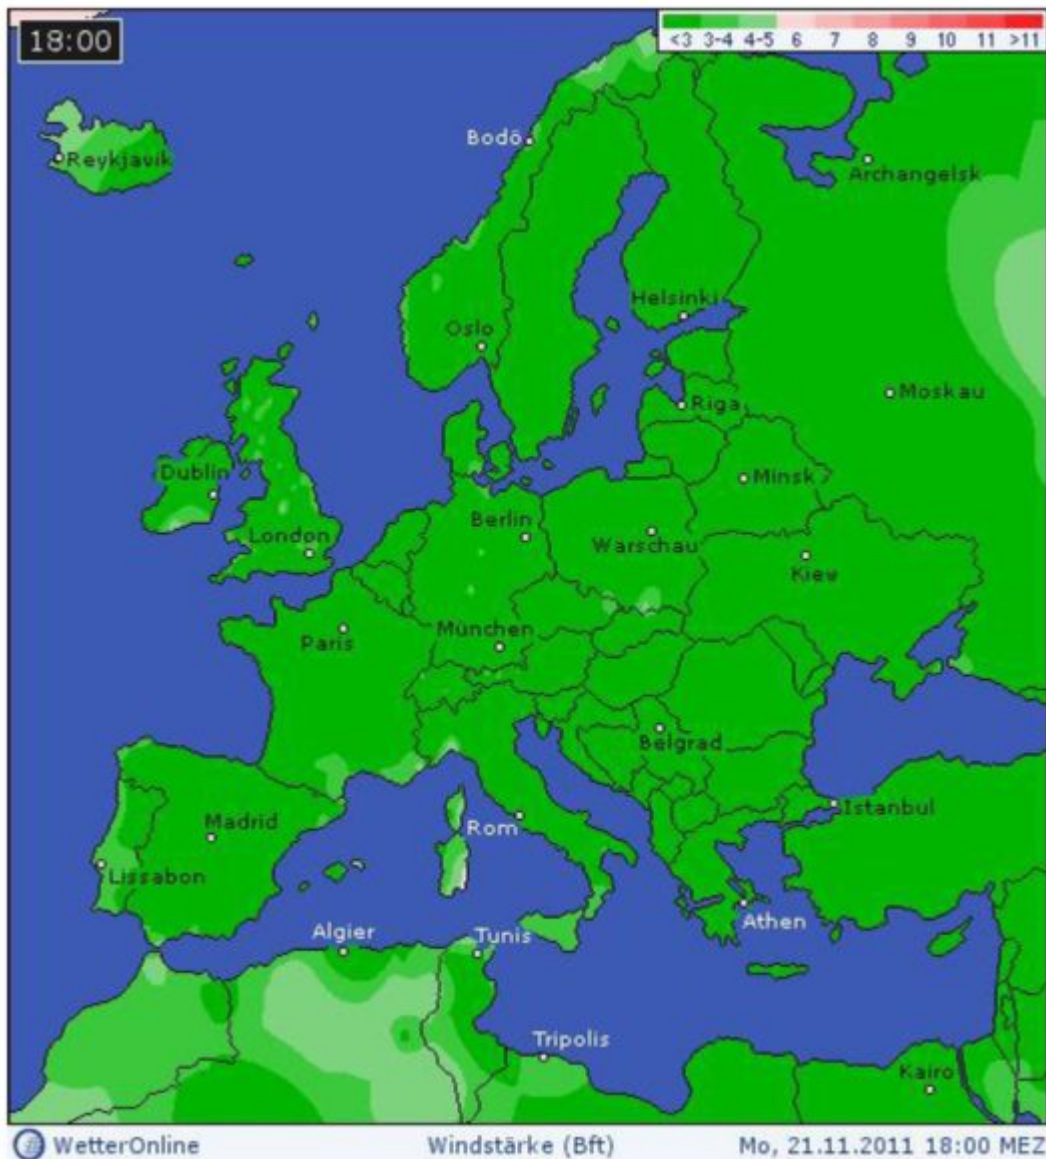 18:00
<3 3-4 4-5 6 7 8 9 10 11 >11
Bodö
Reykjavik
Archangelsk
Helsinki
Oslo
Moskau
Riga
Dublin
Minsk
Berlin
London
Warschau
Kiew
Paris
München
Belgrad
Madrid
Rom
Istanbul
Lissabon
Athen
Algier
Tunis
Tripolis
Kairo
WetterOnline Windstärke (Bft) Mo, 21.11.2011 18:00 MEZ